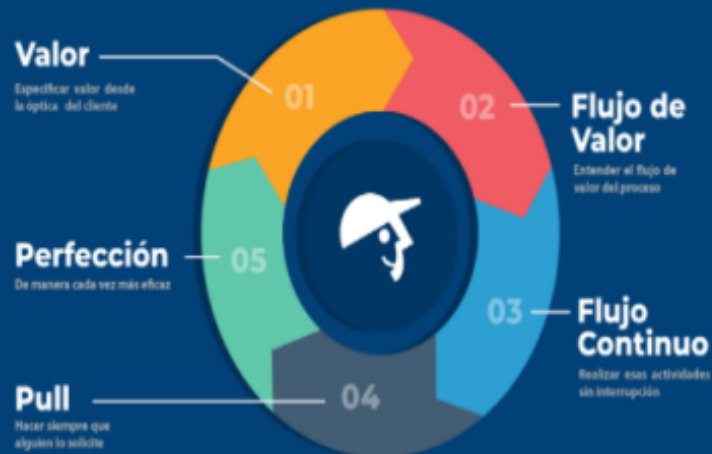 Valor
Especificar valor desde
la óptica del cliente
01
02
Flujo de
Valor
Entender el flujo de
valor del proceso
03
Flujo
Continuo
Realizar esas actividades
sin interrupción
04
Pull
Hacer siempre que
alguien lo solicite
05
Perfección
De manera cada vez más eficaz